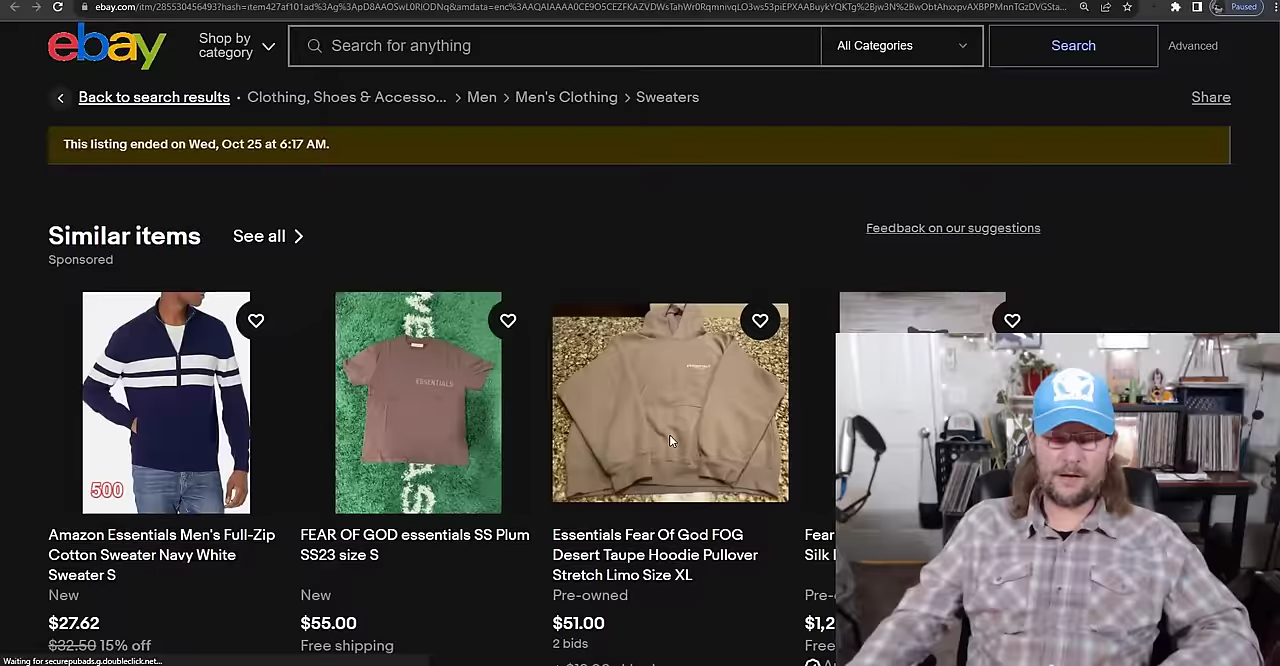 ebay.com/itm/285530456493?hash=item427af101ad%3Ag%3ApD8AAOSwL0RlODNq&amdata=enc%3AAQAIAAAA0CE9O5CEZFKAZVDWsTahWr0RqmnivqLO3ws53piEPXAABuykYQKTg%2Bjw3N%2BwObtAhxxpvAXBPPMnnTGzDVGSta...
Paused
ebay
Shop by
category
Search for anything
All Categories
Search
Advanced
Back to search results • Clothing, Shoes & Accesso... > Men > Men's Clothing > Sweaters
Share
This listing ended on Wed, Oct 25 at 6:17 AM.
Similar items
See all
Feedback on our suggestions
Sponsored
500
ESSENTIALS
Amazon Essentials Men's Full-Zip
Cotton Sweater Navy White
Sweater S
New
$27.62
$32.50 15% off
FEAR OF GOD essentials SS Plum
SS23 size S
New
$55.00
Free shipping
Essentials Fear Of God FOG
Desert Taupe Hoodie Pullover
Stretch Limo Size XL
Pre-owned
$51.00
2 bids
Fear
Silk
Pre-
$1,2
Free
Waiting for securepubads.g.doubleclick.net...